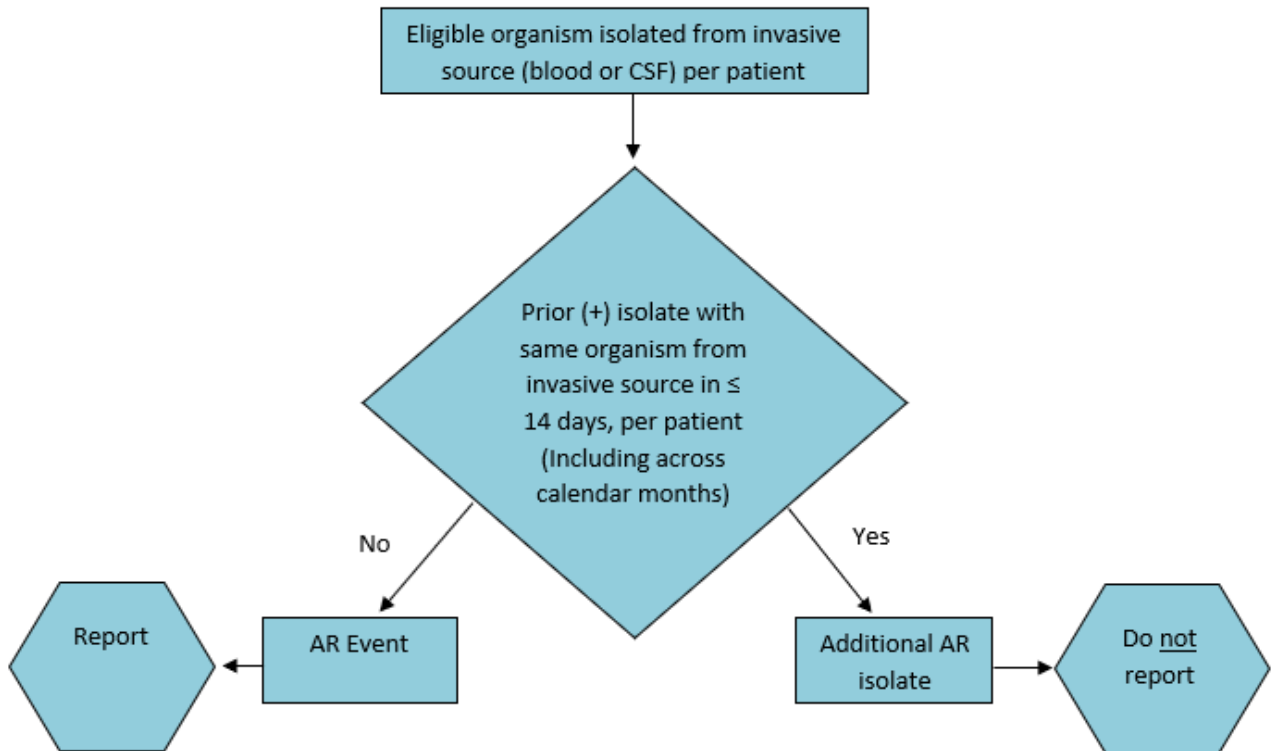 Eligible organism isolated from invasive
source (blood or CSF) per patient
Prior (+) isolate with
same organism from
invasive source in ≤
14 days, per patient
(Including across
calendar months)
No
Yes
Report
AR Event
Additional AR
isolate
Do not
report